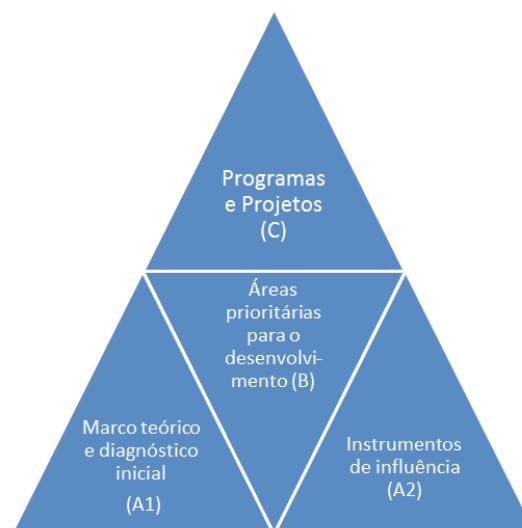 Programas
e Projetos
(C)
Áreas
prioritárias
para o
desenvolvi-
mento (B)
Marco teórico
e diagnóstico
inicial
(A1)
Instrumentos
de influência
(A2)